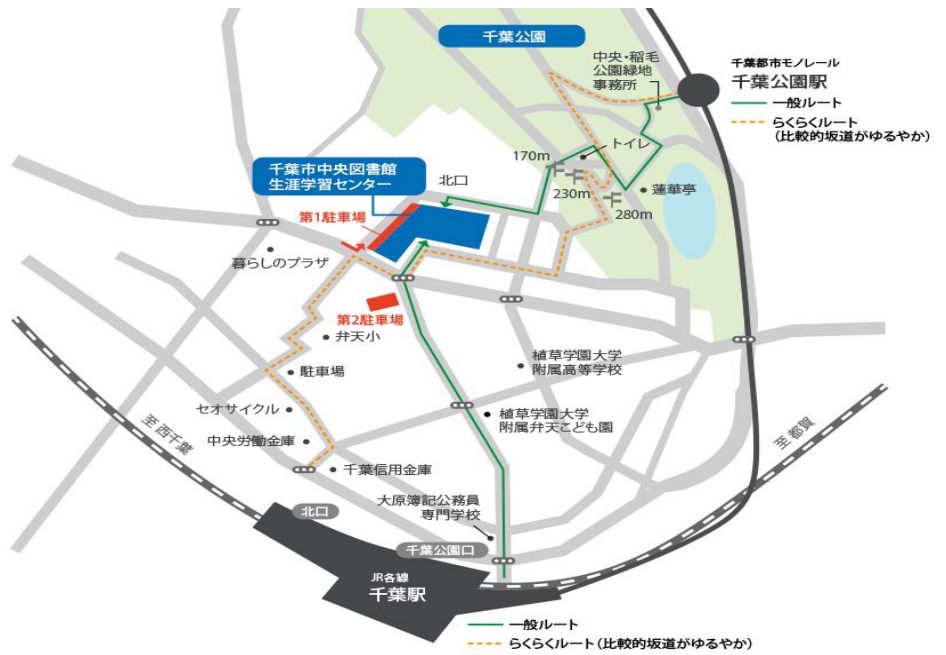 千葉公園
中央・稲毛
公園緑地
事務所
千葉都市モノレール
千葉公園駅
一般ルート
らくらくルート
(比較的坂道がゆるやか)
トイレ
170m
230m
280m
蓮華亭
千葉市中央図書館
生涯学習センター
北口
第1駐車場
暮らしのプラザ
第2駐車場
弁天小
植草学園大学
附属高等学校
駐車場
セオサイクル
植草学園大学
附属弁天こども園
至西千葉
至都賀
中央労働金庫
千葉信用金庫
大原簿記公務員
専門学校
北口
千葉公園口
JR各線
千葉駅
一般ルート
らくらくルート(比較的坂道がゆるやか)